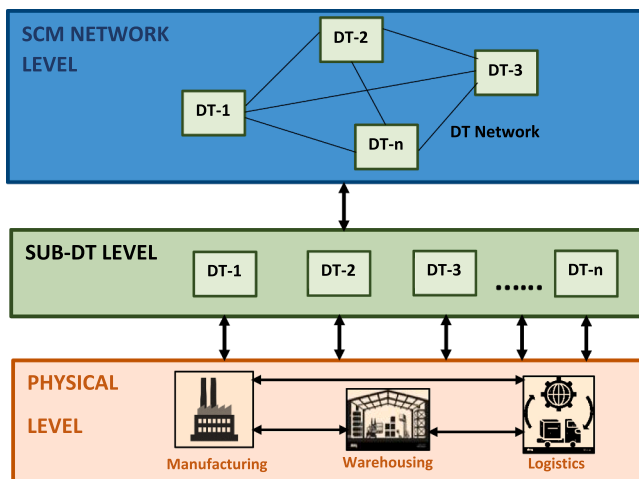 SCM NETWORK
LEVEL
DT-2
DT-3
DT-1
DT-n
DT Network
SUB-DT LEVEL
DT-1
DT-2
DT-3
......
DT-n
PHYSICAL
LEVEL
Manufacturing
Warehousing
Logistics